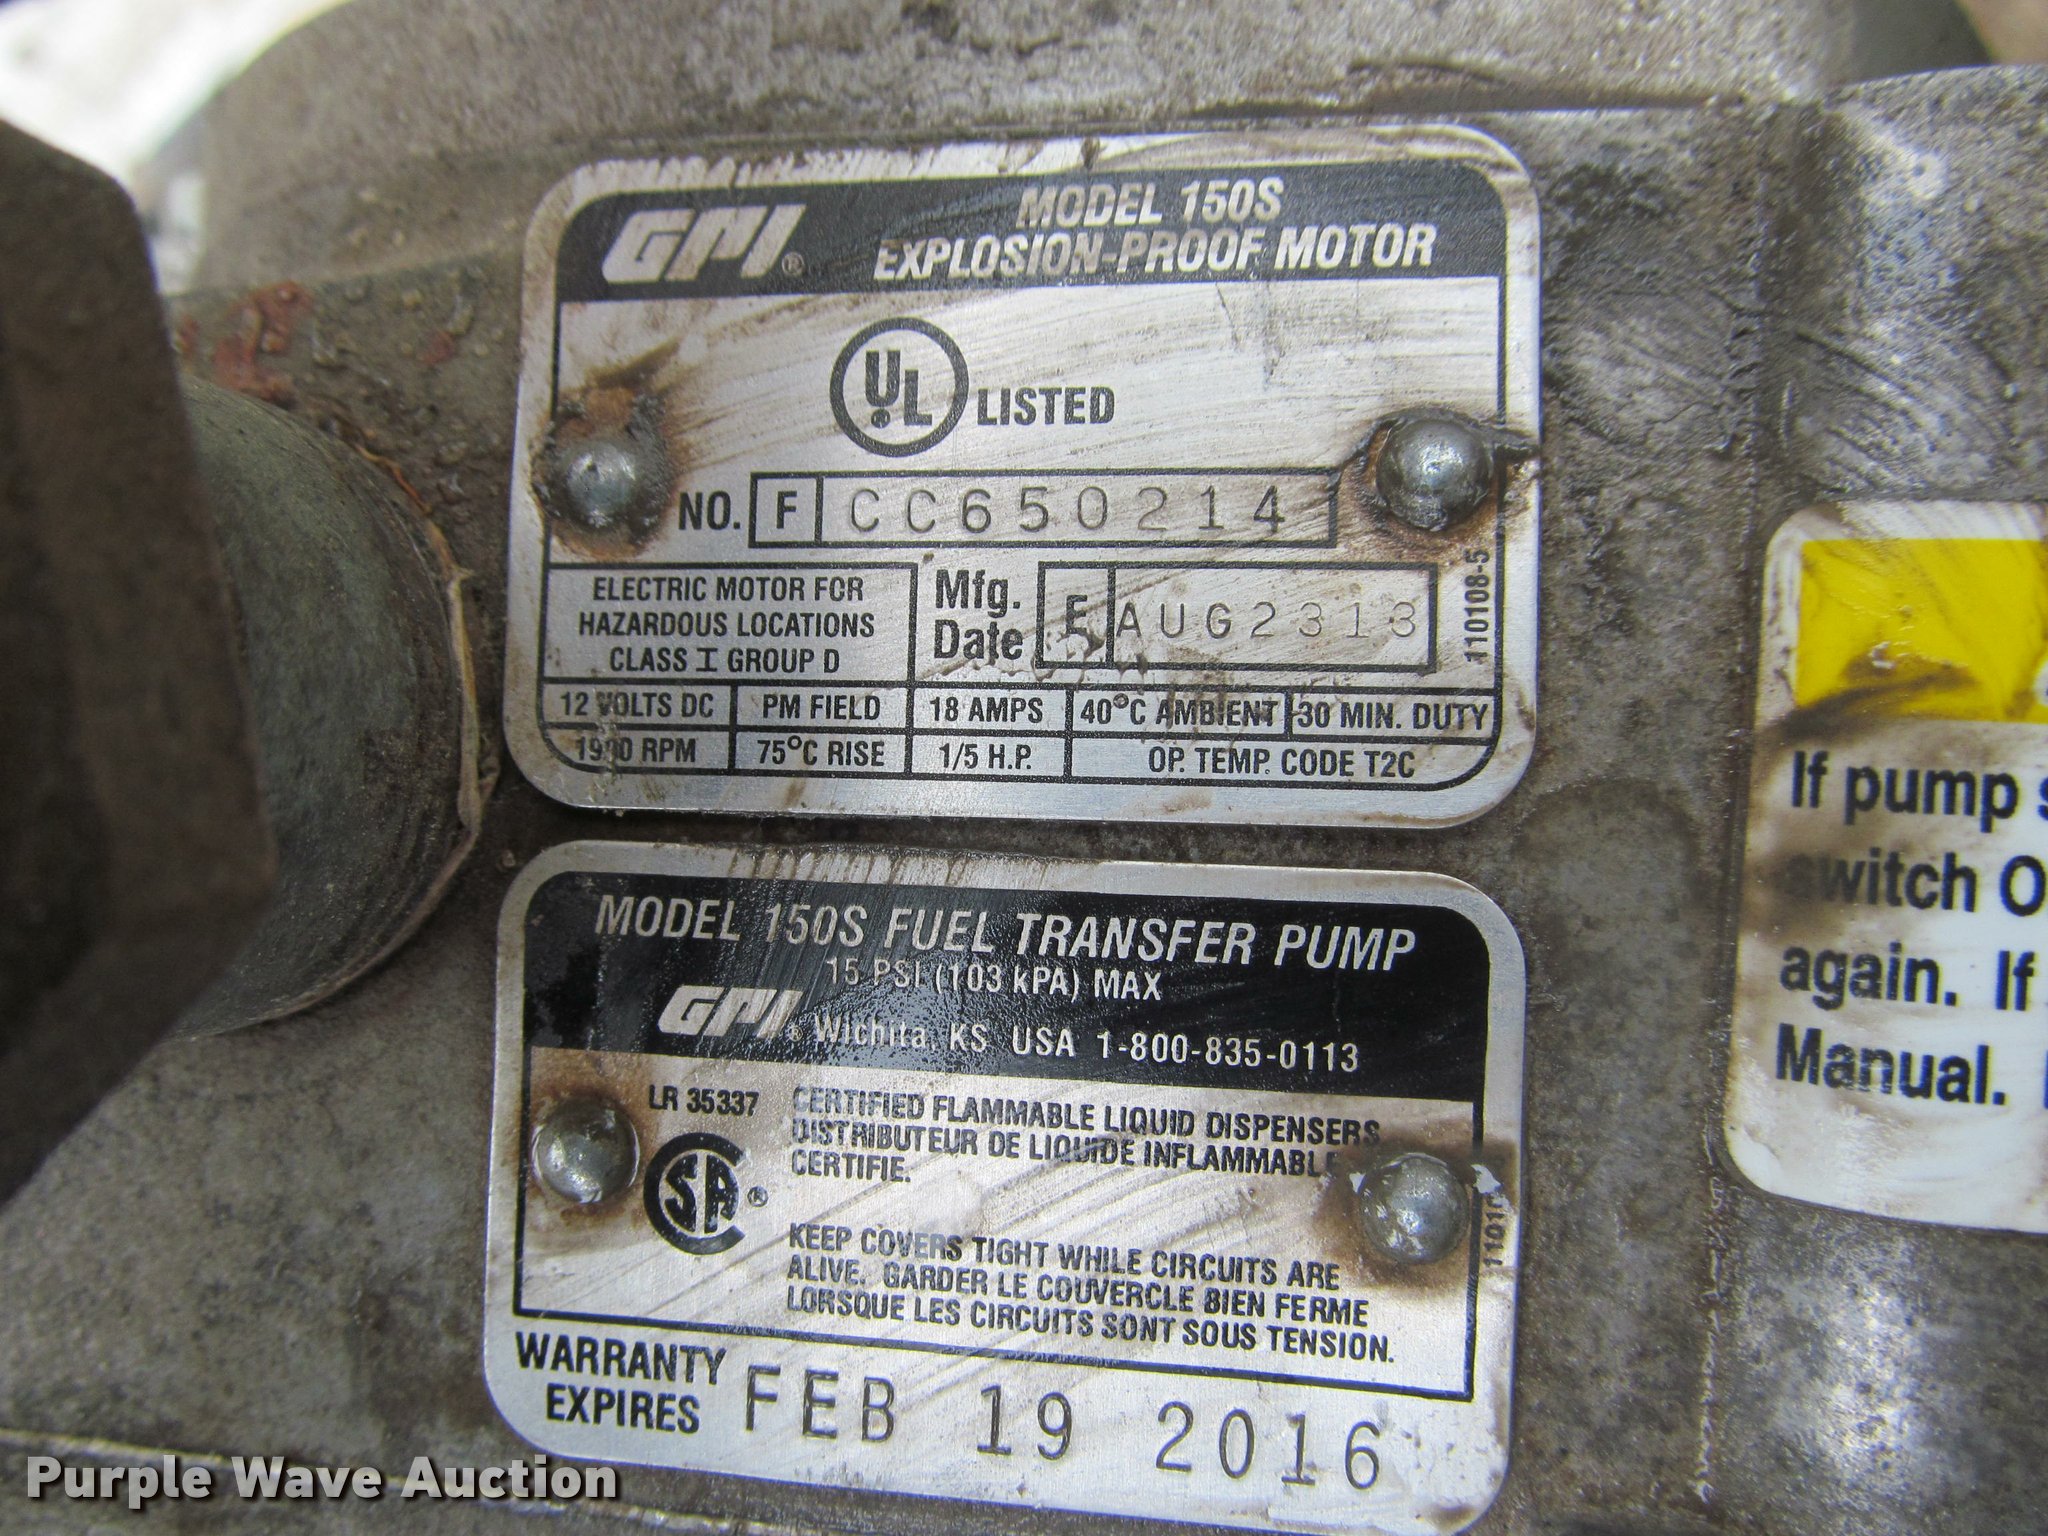 GPI® MODEL 150S
EXPLOSION-PROOF MOTOR
UL LISTED
NO. F CC650214
ELECTRIC MOTOR FOR
HAZARDOUS LOCATIONS
CLASS I GROUP D
Mfg.
Date E AUG2313
110108-5
12 VOLTS DC PM FIELD 18 AMPS 40°C AMBIENT 30 MIN. DUTY
RPM 75°C RISE 1/5 H.P. OP. TEMP. CODE T2C
MODEL 150S FUEL TRANSFER PUMP
15 PSI (103 kPA) MAX
GPI® Wichita, KS USA 1-800-835-0113
LR 35337
SA®
CERTIFIED FLAMMABLE LIQUID DISPENSERS
DISTRIBUTEUR DE LIQUIDE INFLAMMABLE
CERTIFIE.
KEEP COVERS TIGHT WHILE CIRCUITS ARE
ALIVE. GARDER LE COUVERCLE BIEN FERME
LORSQUE LES CIRCUITS SONT SOUS TENSION.
WARRANTY
EXPIRES FEB 19 2016
If pump
switch
again. If
Manual.
Purple Wave Auction